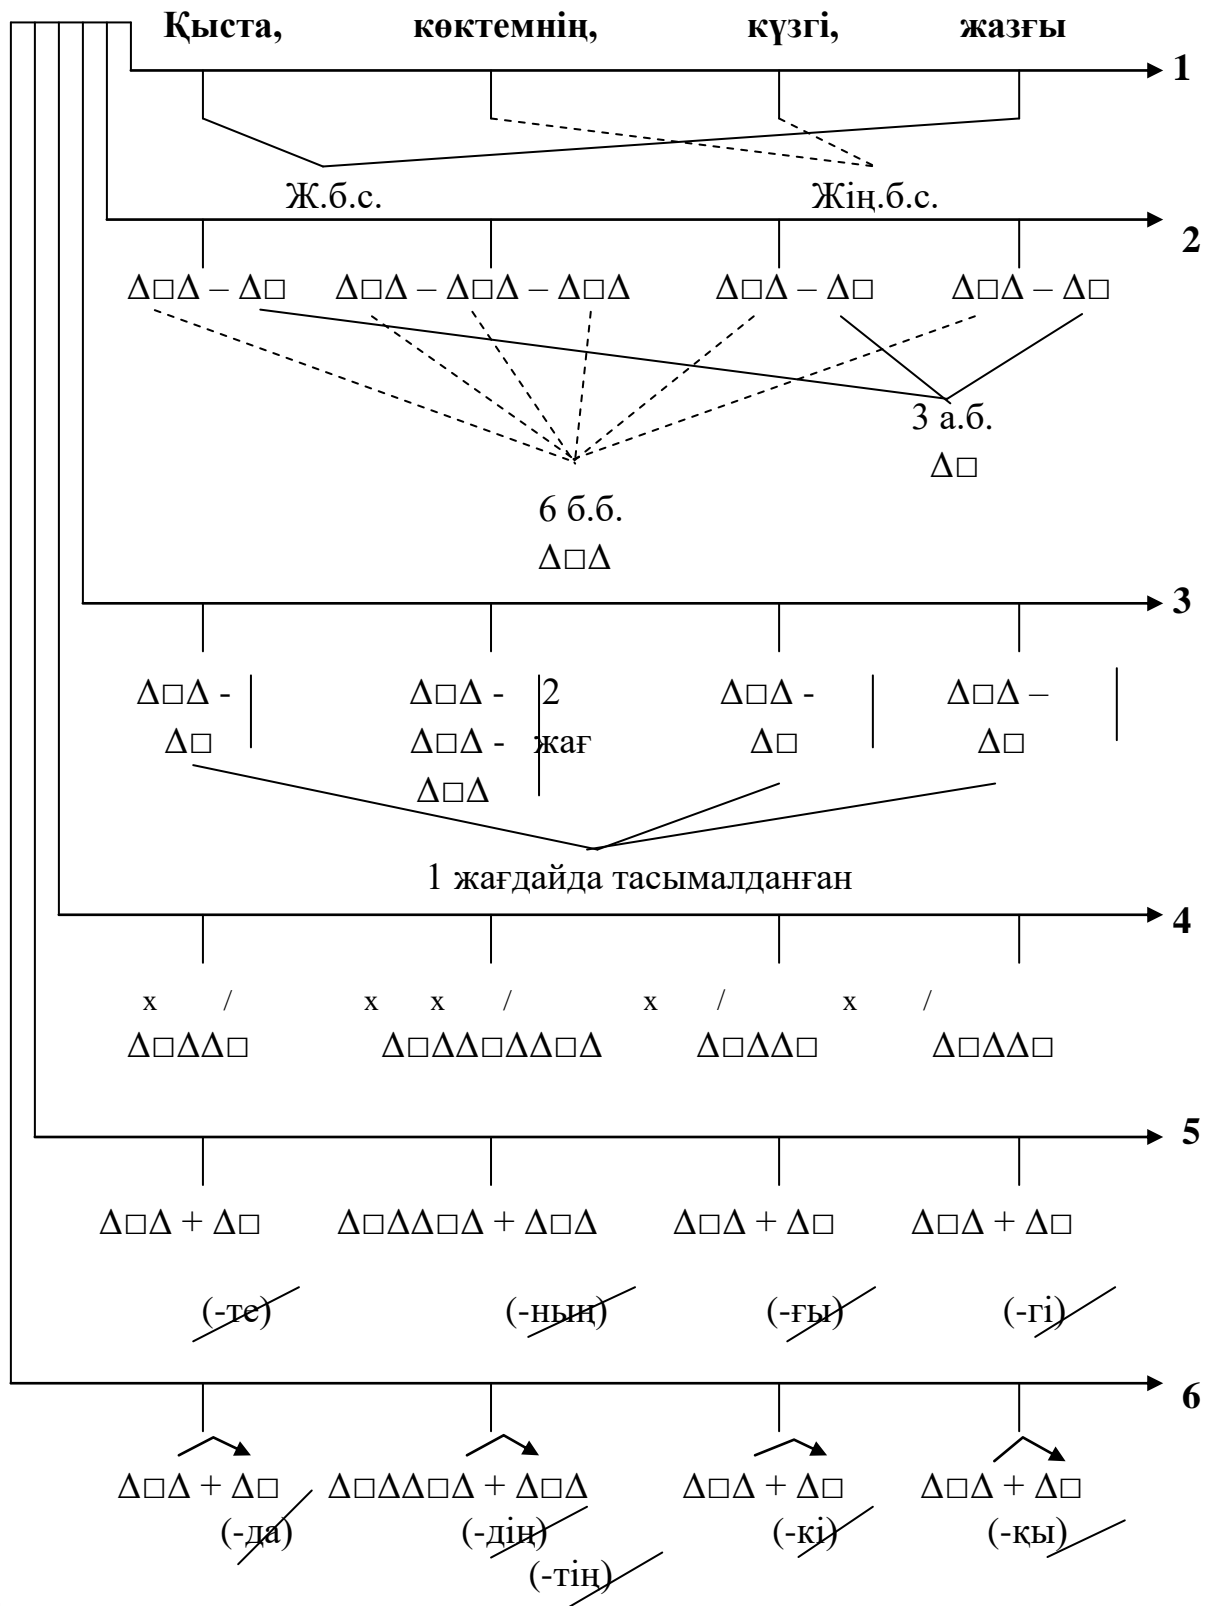 Қыста, көктемнің, күзгі, жазғы
1
Ж.б.с. Жің.б.с.
2
Δ□Δ – Δ□ Δ□Δ – Δ□Δ – Δ□Δ Δ□Δ – Δ□ Δ□Δ – Δ□
3 а.б.
Δ□
6 б.б.
Δ□Δ
3
Δ□Δ - Δ□Δ - 2 Δ□Δ - Δ□Δ –
Δ□ Δ□Δ - жағ Δ□ Δ□
Δ□Δ
1 жағдайда тасымалданған
4
х / х х / х / х /
Δ□ΔΔ□ Δ□ΔΔ□ΔΔ□Δ Δ□ΔΔ□ Δ□ΔΔ□
5
Δ□Δ + Δ□ Δ□ΔΔ□Δ + Δ□Δ Δ□Δ + Δ□ Δ□Δ + Δ□
(-те) (-ның) (-ғы) (-гі)
6
Δ□Δ + Δ□ Δ□ΔΔ□Δ + Δ□Δ Δ□Δ + Δ□ Δ□Δ + Δ□
(-да) (-дің) (-кі) (-қы)
(-тің)